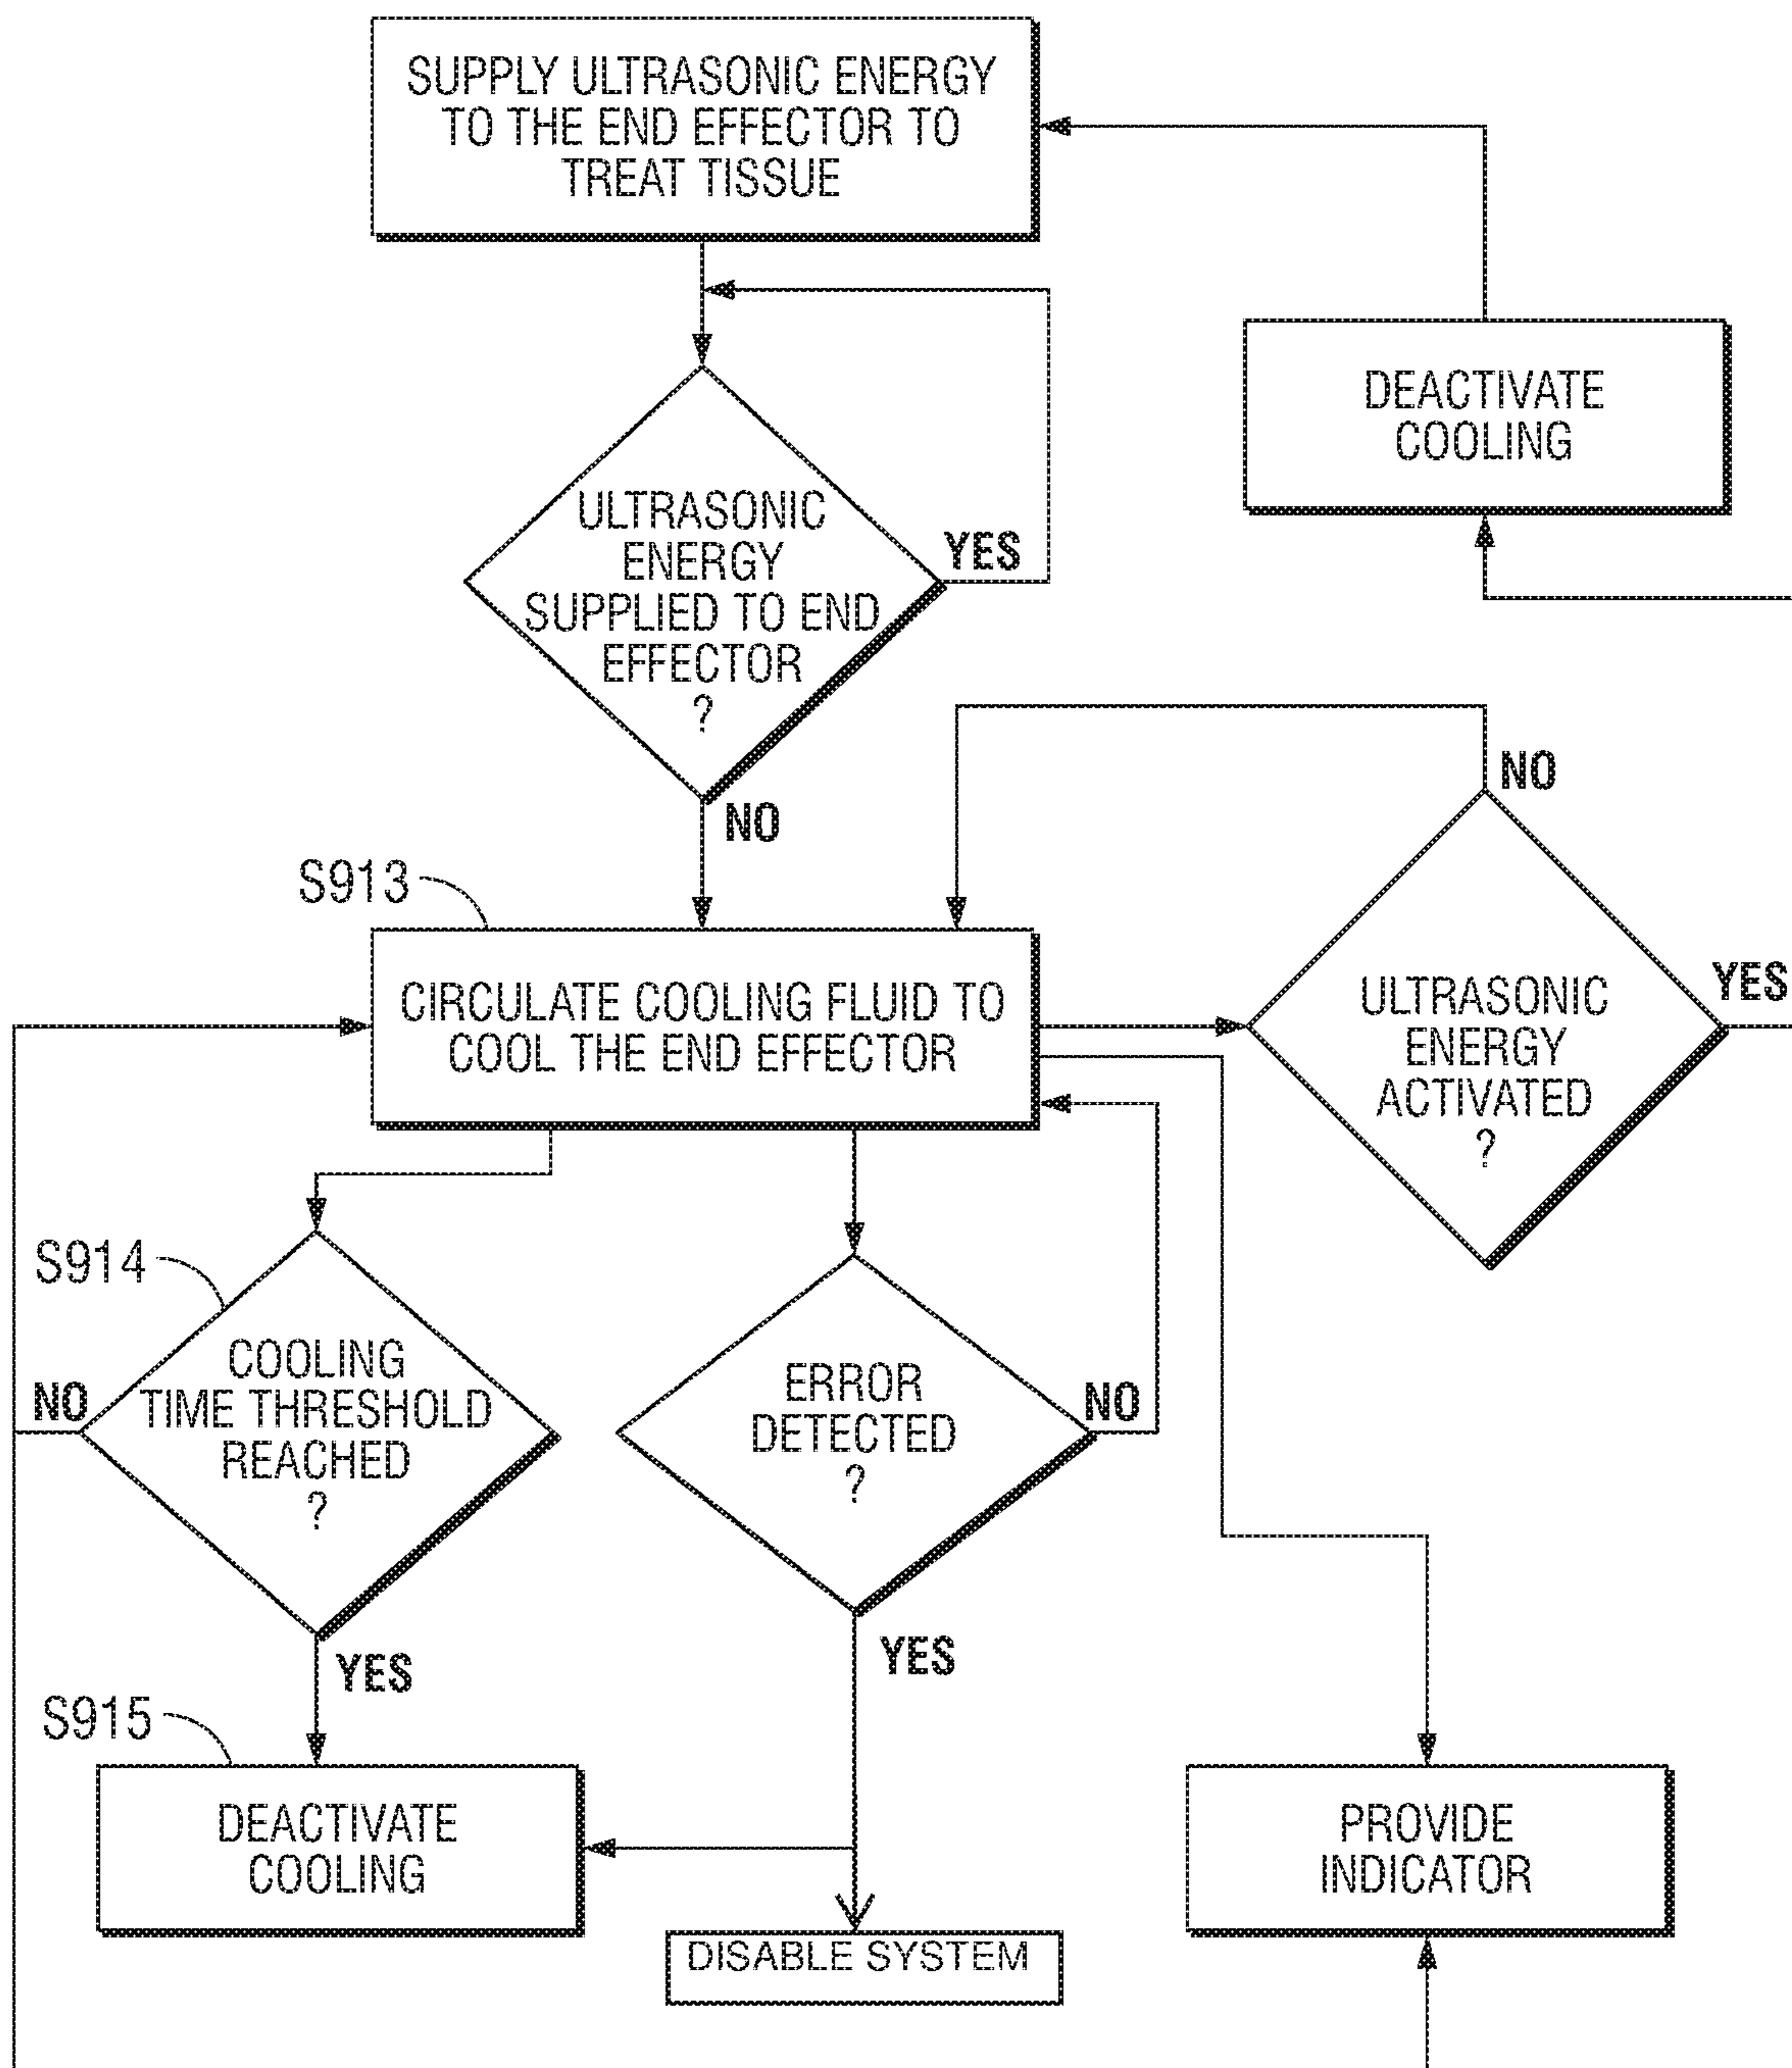 SUPPLY ULTRASONIC ENERGY
TO THE END EFFECTOR TO
TREAT TISSUE
DEACTIVATE
COOLING
ULTRASONIC
ENERGY
SUPPLIED TO END
EFFECTOR
?
YES
NO
NO
S913
CIRCULATE COOLING FLUID TO
COOL THE END EFFECTOR
ULTRASONIC
ENERGY
ACTIVATED
?
YES
S914
COOLING
TIME THRESHOLD
REACHED
?
NO
ERROR
DETECTED
?
NO
YES
YES
S915
DEACTIVATE
COOLING
DISABLE SYSTEM
PROVIDE
INDICATOR